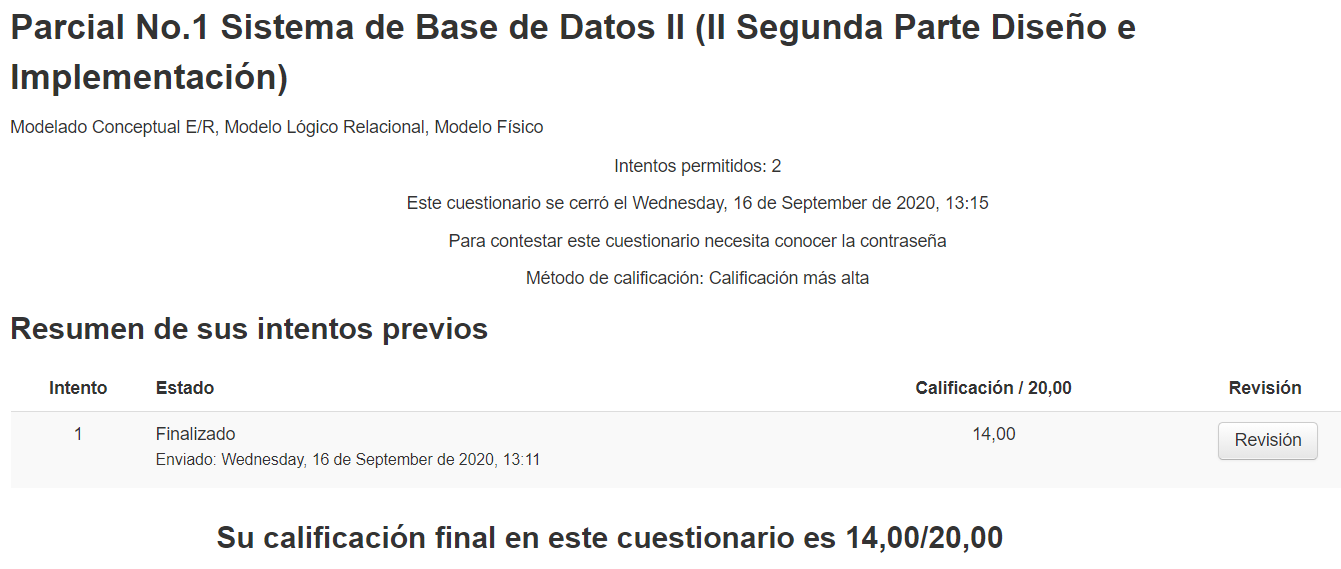 Parcial No.1 Sistema de Base de Datos II (II Segunda Parte Diseño e
Implementación)
Modelado Conceptual E/R, Modelo Lógico Relacional, Modelo Físico
Intentos permitidos: 2
Este cuestionario se cerró el Wednesday, 16 de September de 2020, 13:15
Para contestar este cuestionario necesita conocer la contraseña
Método de calificación: Calificación más alta
Resumen de sus intentos previos
Intento Estado Calificación / 20,00 Revisión
1 Finalizado 14,00 Revisión
Enviado: Wednesday, 16 de September de 2020, 13:11
Su calificación final en este cuestionario es 14,00/20,00